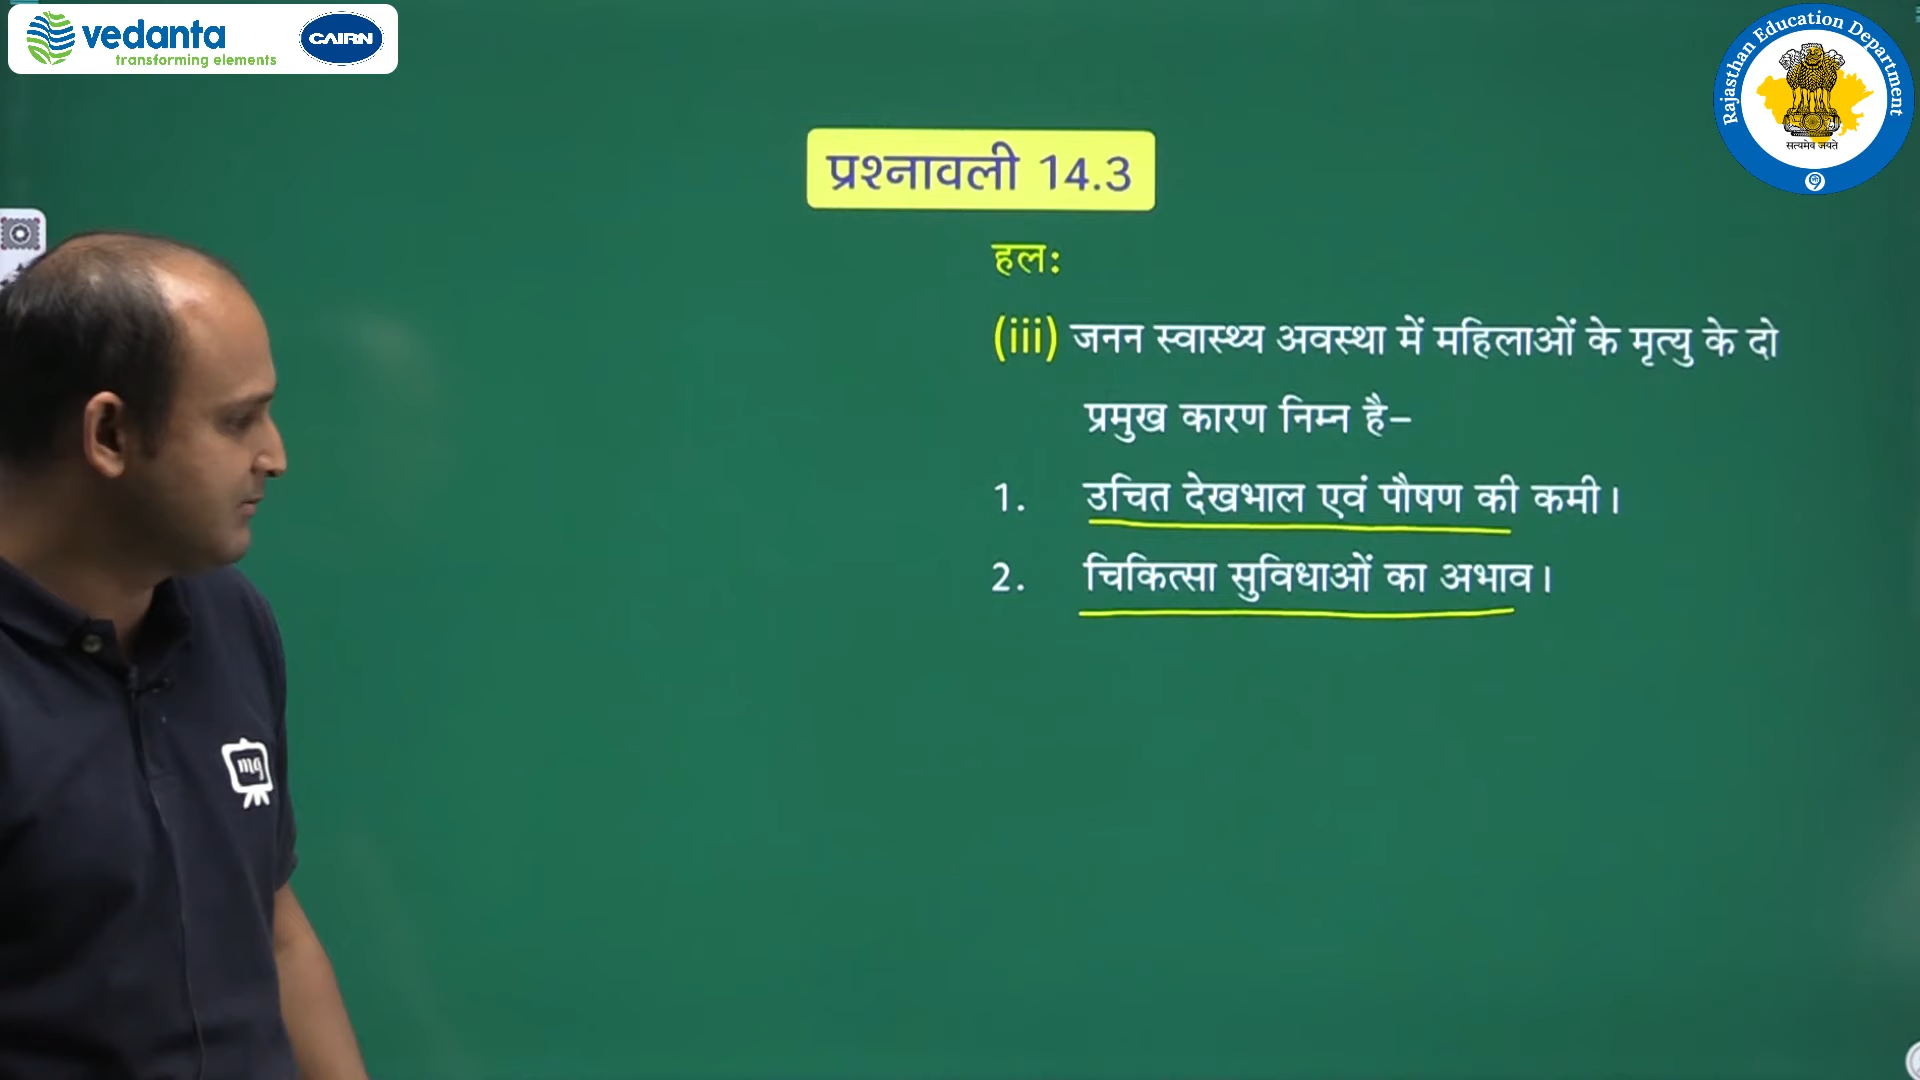 vedanta
transforming elements
CAIRN
Rajasthan Education Department
सत्यमेव जयते
प्रश्नावली 14.3
हल:
(iii) जनन स्वास्थ्य अवस्था में महिलाओं के मृत्यु के दो
प्रमुख कारण निम्न है–
1. उचित देखभाल एवं पौषण की कमी।
2. चिकित्सा सुविधाओं का अभाव।
mg